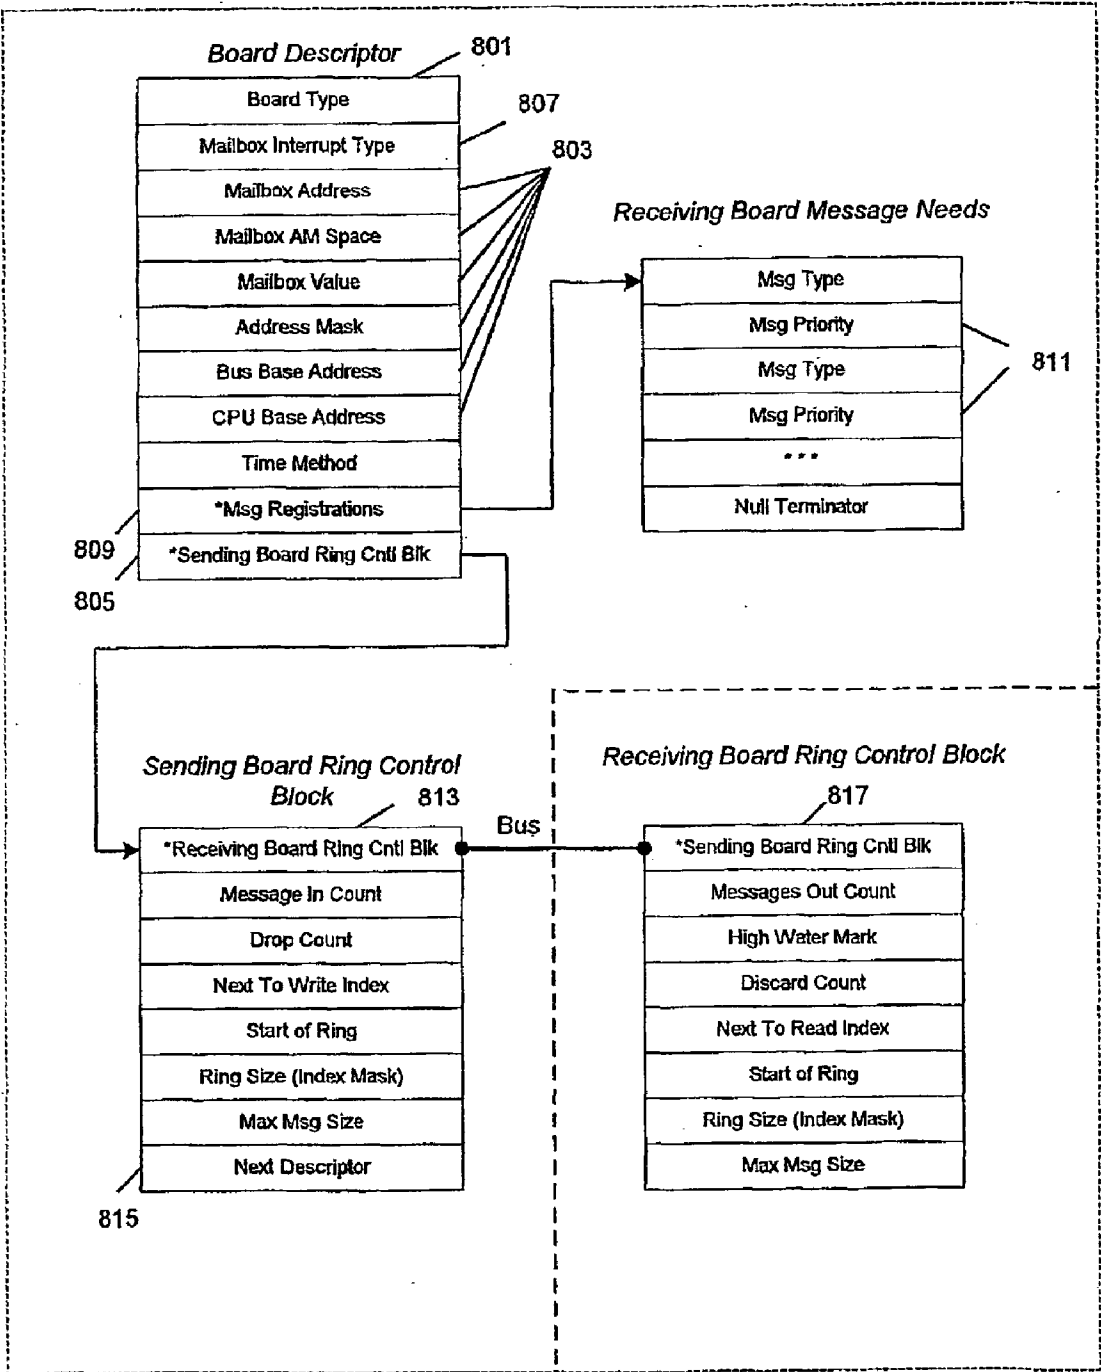 Board Descriptor
801
Board Type
807
Mailbox Interrupt Type
803
Mailbox Address
Mailbox AM Space
Mailbox Value
Address Mask
Bus Base Address
CPU Base Address
Time Method
*Msg Registrations
809
*Sending Board Ring Cntl Blk
805
Receiving Board Message Needs
Msg Type
Msg Priority
Msg Type
811
Msg Priority
* * *
Null Terminator
Sending Board Ring Control
Block
813
*Receiving Board Ring Cntl Blk
Message In Count
Drop Count
Next To Write Index
Start of Ring
Ring Size (Index Mask)
Max Msg Size
Next Descriptor
815
Bus
Receiving Board Ring Control Block
817
*Sending Board Ring Cntl Blk
Messages Out Count
High Water Mark
Discard Count
Next To Read Index
Start of Ring
Ring Size (Index Mask)
Max Msg Size